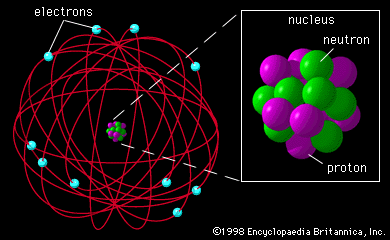 electrons
nucleus
neutron
proton
©1998 Encyclopaedia Britannica, Inc.